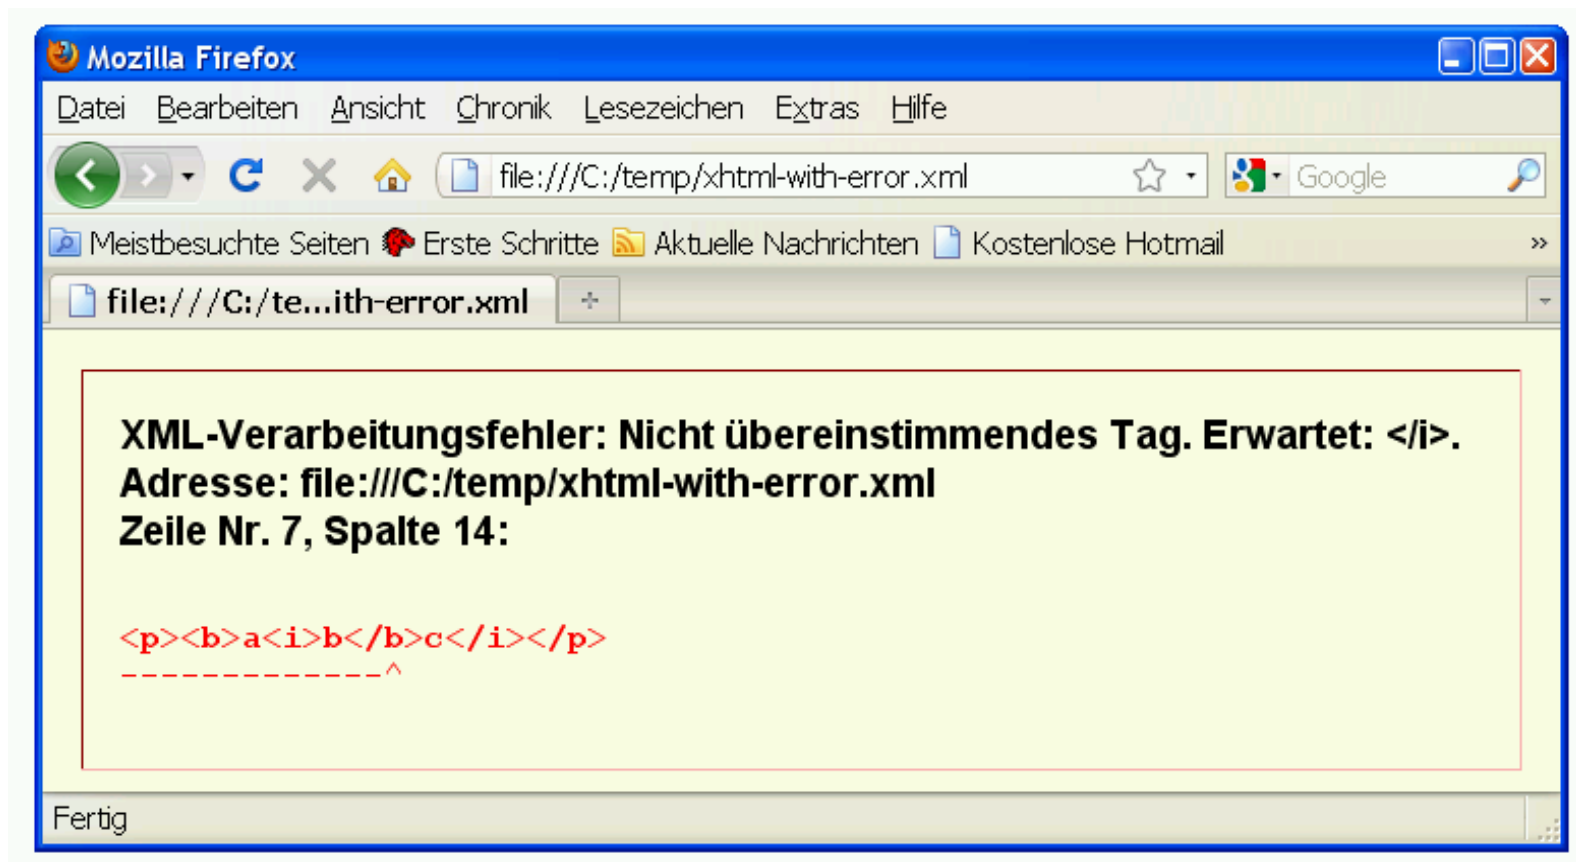 Mozilla Firefox
Datei Bearbeiten Ansicht Chronik Lesezeichen Extras Hilfe
file:///C:/temp/xhtml-with-error.xml Google
Meistbesuchte Seiten Erste Schritte Aktuelle Nachrichten Kostenlose Hotmail »
file:///C:/te...ith-error.xml
XML-Verarbeitungsfehler: Nicht übereinstimmendes Tag. Erwartet: </i>.
Adresse: file:///C:/temp/xhtml-with-error.xml
Zeile Nr. 7, Spalte 14:
<p><b>a<i>b</b>c</i></p>
-------------^
Fertig